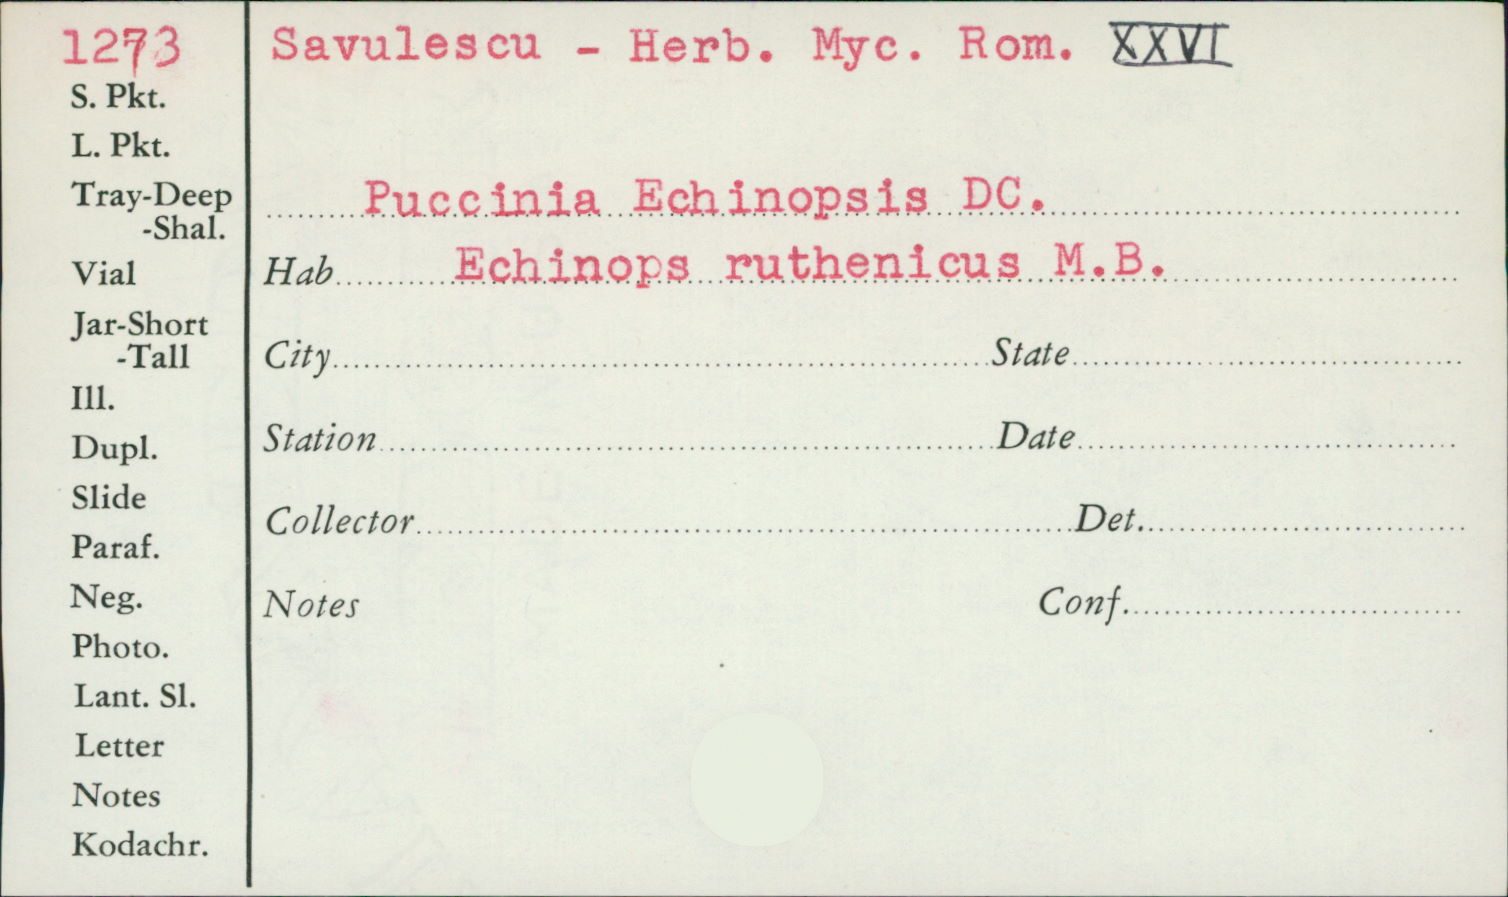 1273
S. Pkt.
L. Pkt.
Tray-Deep
-Shal.
Vial
Jar-Short
-Tall
Ill.
Dupl.
Slide
Paraf.
Neg.
Photo.
Lant. Sl.
Letter
Notes
Kodachr.
Savulescu - Herb. Myc. Rom. XXVI
Puccinia Echinopsis DC.
Hab Echinops ruthenicus M.B.
City State
Station Date
Collector Det.
Notes Conf.